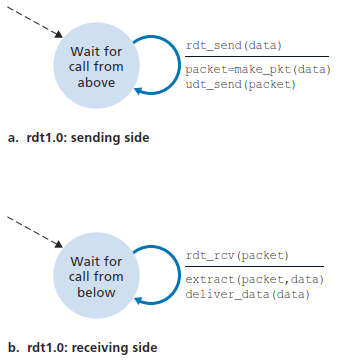 Wait for
call from
above
rdt_send(data)
packet=make_pkt(data)
udt_send(packet)
a. rdt1.0: sending side
Wait for
call from
below
rdt_rcv(packet)
extract(packet,data)
deliver_data(data)
b. rdt1.0: receiving side